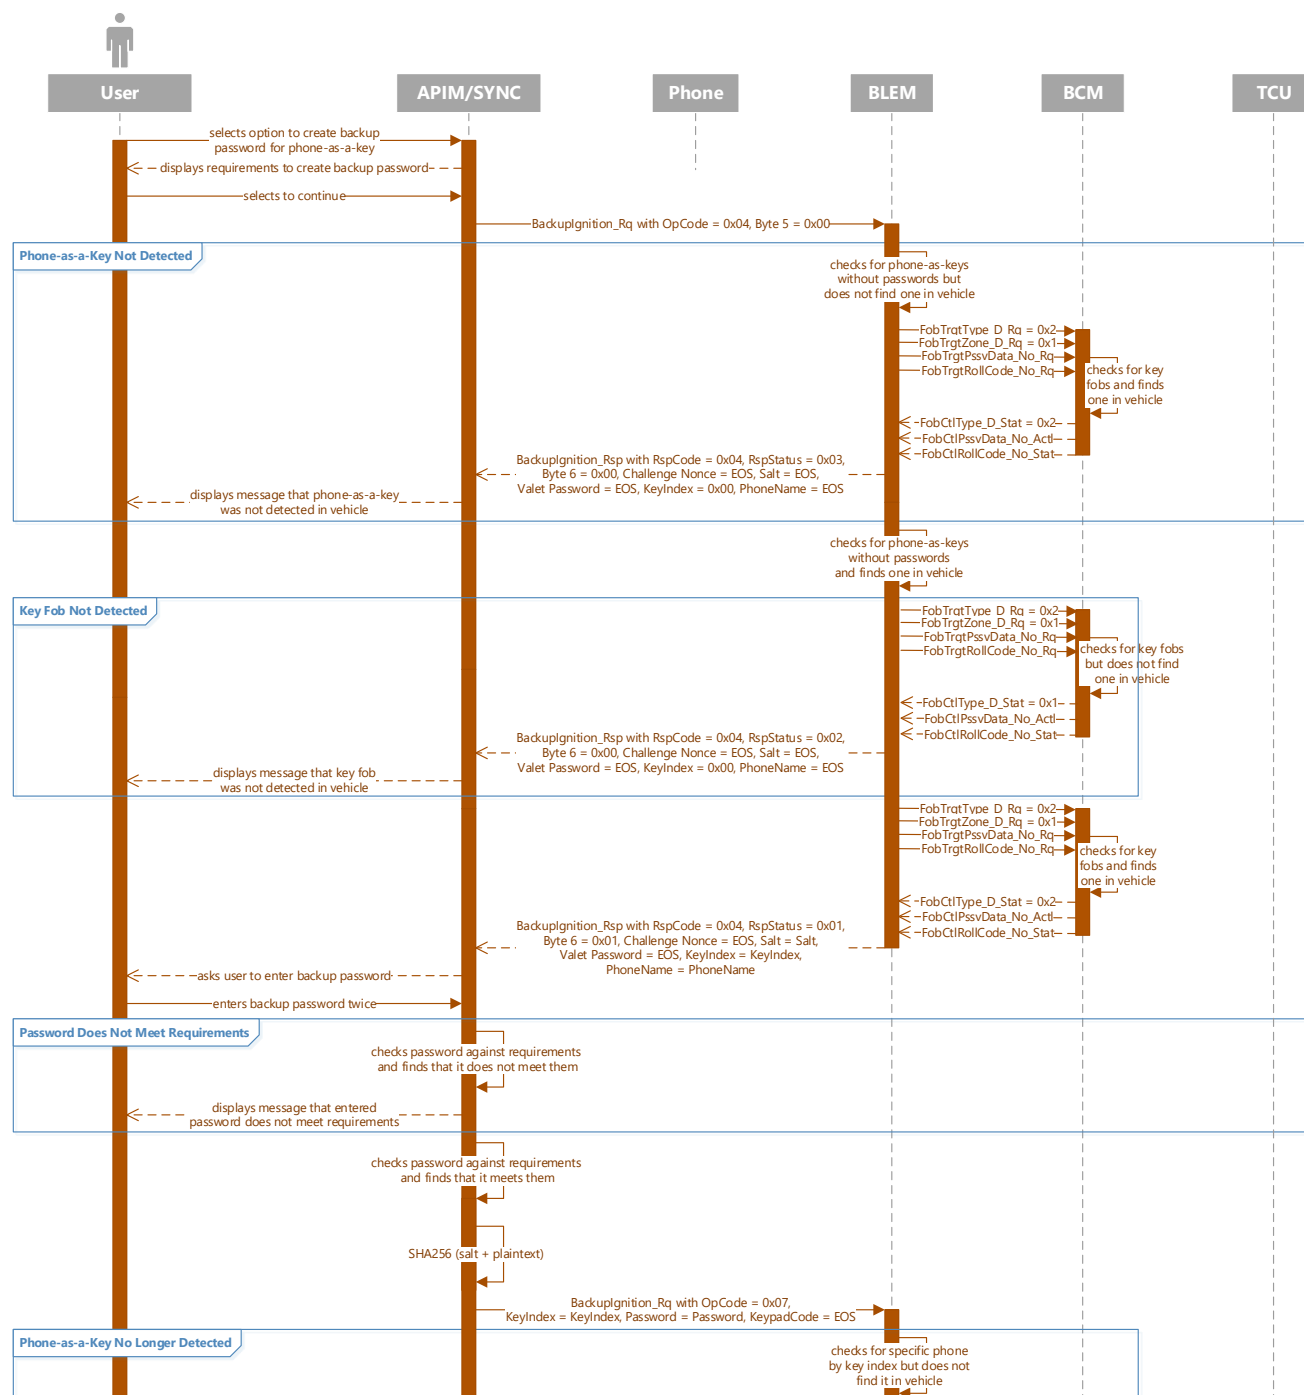 User
APIM/SYNC
Phone
BLEM
BCM
TCU
selects option to create backup
password for phone-as-a-key
displays requirements to create backup password
selects to continue
BackupIgnition_Rq with OpCode = 0x04, Byte 5 = 0x00
Phone-as-a-Key Not Detected
checks for phone-as-keys
without passwords but
does not find one in vehicle
FobTrgtType_D_Rq = 0x2
FobTrgtZone_D_Rq = 0x1
FobTrgtPssvData_No_Rq
FobTrgtRollCode_No_Rq
checks for key
fobs and finds
one in vehicle
FobCtlType_D_Stat = 0x2
FobCtlPssvData_No_Actl
FobCtlRollCode_No_Stat
BackupIgnition_Rsp with RspCode = 0x04, RspStatus = 0x03,
Byte 6 = 0x00, Challenge Nonce = EOS, Salt = EOS,
Valet Password = EOS, KeyIndex = 0x00, PhoneName = EOS
displays message that phone-as-a-key
was not detected in vehicle
checks for phone-as-keys
without passwords
and finds one in vehicle
Key Fob Not Detected
FobTrgtType_D_Rq = 0x2
FobTrgtZone_D_Rq = 0x1
FobTrgtPssvData_No_Rq
FobTrgtRollCode_No_Rq
checks for key fobs
but does not find
one in vehicle
FobCtlType_D_Stat = 0x1
FobCtlPssvData_No_Actl
FobCtlRollCode_No_Stat
BackupIgnition_Rsp with RspCode = 0x04, RspStatus = 0x02,
Byte 6 = 0x00, Challenge Nonce = EOS, Salt = EOS,
Valet Password = EOS, KeyIndex = 0x00, PhoneName = EOS
displays message that key fob
was not detected in vehicle
FobTrgtType_D_Rq = 0x2
FobTrgtZone_D_Rq = 0x1
FobTrgtPssvData_No_Rq
FobTrgtRollCode_No_Rq
checks for key
fobs and finds
one in vehicle
FobCtlType_D_Stat = 0x2
FobCtlPssvData_No_Actl
FobCtlRollCode_No_Stat
BackupIgnition_Rsp with RspCode = 0x04, RspStatus = 0x01,
Byte 6 = 0x01, Challenge Nonce = EOS, Salt = Salt,
Valet Password = EOS, KeyIndex = KeyIndex,
PhoneName = PhoneName
asks user to enter backup password
enters backup password twice
Password Does Not Meet Requirements
checks password against requirements
and finds that it does not meet them
displays message that entered
password does not meet requirements
checks password against requirements
and finds that it meets them
SHA256 (salt + plaintext)
BackupIgnition_Rq with OpCode = 0x07,
KeyIndex = KeyIndex, Password = Password, KeypadCode = EOS
Phone-as-a-Key No Longer Detected
checks for specific phone
by key index but does not
find it in vehicle